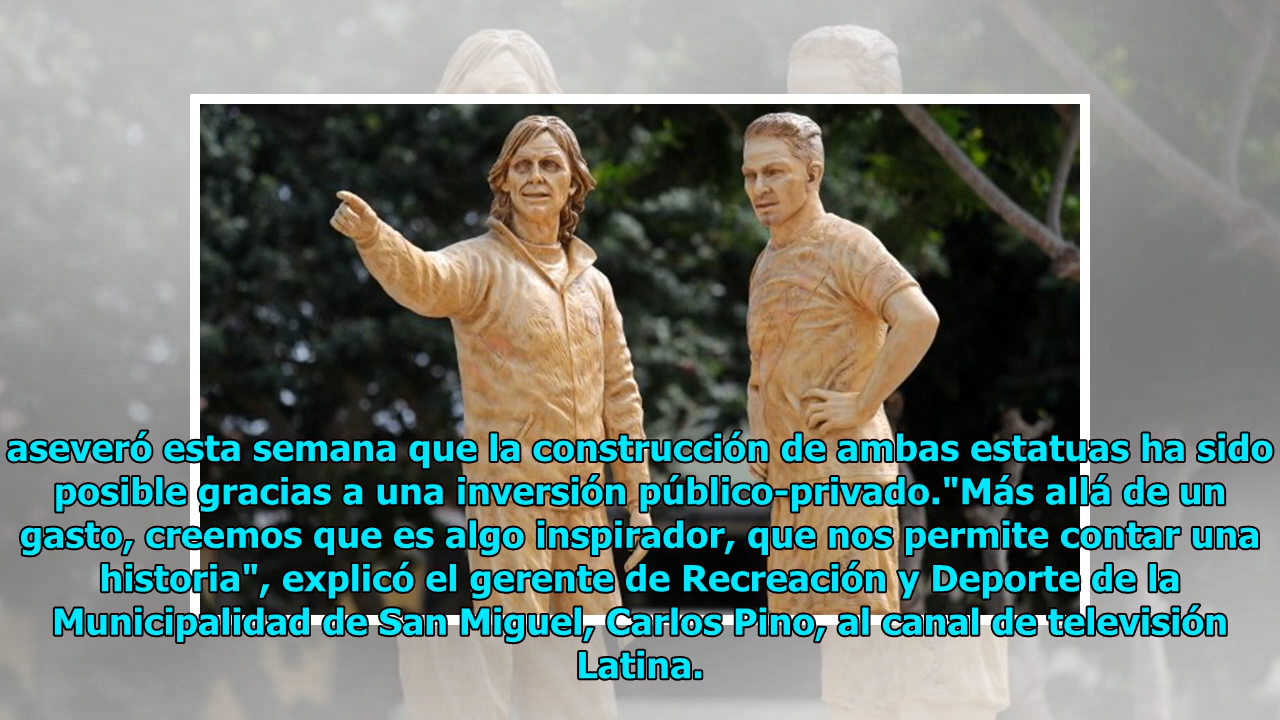 aseveró esta semana que la construcción de ambas estatuas ha sido
posible gracias a una inversión público-privado."Más allá de un
gasto, creemos que es algo inspirador, que nos permite contar una
historia", explicó el gerente de Recreación y Deporte de la
Municipalidad de San Miguel, Carlos Pino, al canal de televisión
Latina.